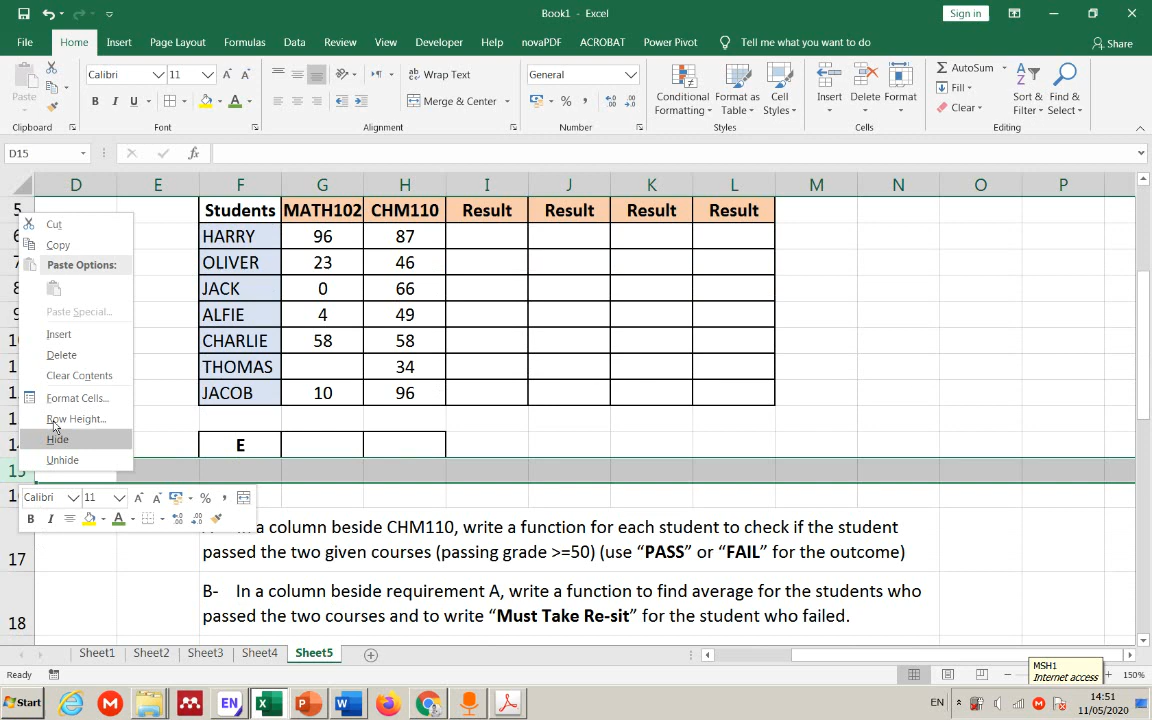 Book1 - Excel
Sign in
File Home Insert Page Layout Formulas Data Review View Developer Help novaPDF ACROBAT Power Pivot Tell me what you want to do Share
Paste
Calibri 11
Wrap Text
General
Merge & Center
Conditional Formatting
Format as Table
Cell Styles
Insert Delete Format
AutoSum
Fill
Clear
Sort & Filter
Find & Select
Clipboard Font Alignment Number Styles Cells Editing
D15
D E F G H I J K L M N O P
5 Students MATH102 CHM110 Result Result Result Result
HARRY 96 87
OLIVER 23 46
JACK 0 66
ALFIE 4 49
CHARLIE 58 58
THOMAS 34
JACOB 10 96
14 E
15
17
18
Cut
Copy
Paste Options:
Paste Special...
Insert
Delete
Clear Contents
Format Cells...
Row Height...
Hide
Unhide
Calibri 11
B I
a column beside CHM110, write a function for each student to check if the student
passed the two given courses (passing grade >=50) (use “PASS” or “FAIL” for the outcome)
B- In a column beside requirement A, write a function to find average for the students who
passed the two courses and to write “Must Take Re-sit” for the student who failed.
Sheet1 Sheet2 Sheet3 Sheet4 Sheet5
Ready
MSH1
Internet access
150%
Start
EN
EN
14:51
11/05/2020